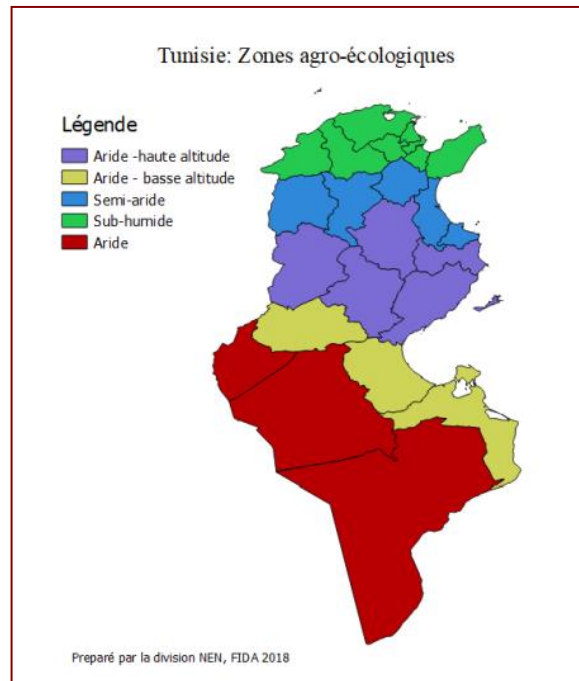 Tunisie: Zones agro-écologiques
Légende
Aride -haute altitude
Aride - basse altitude
Semi-aride
Sub-humide
Aride
Preparé par la division NEN, FIDA 2018